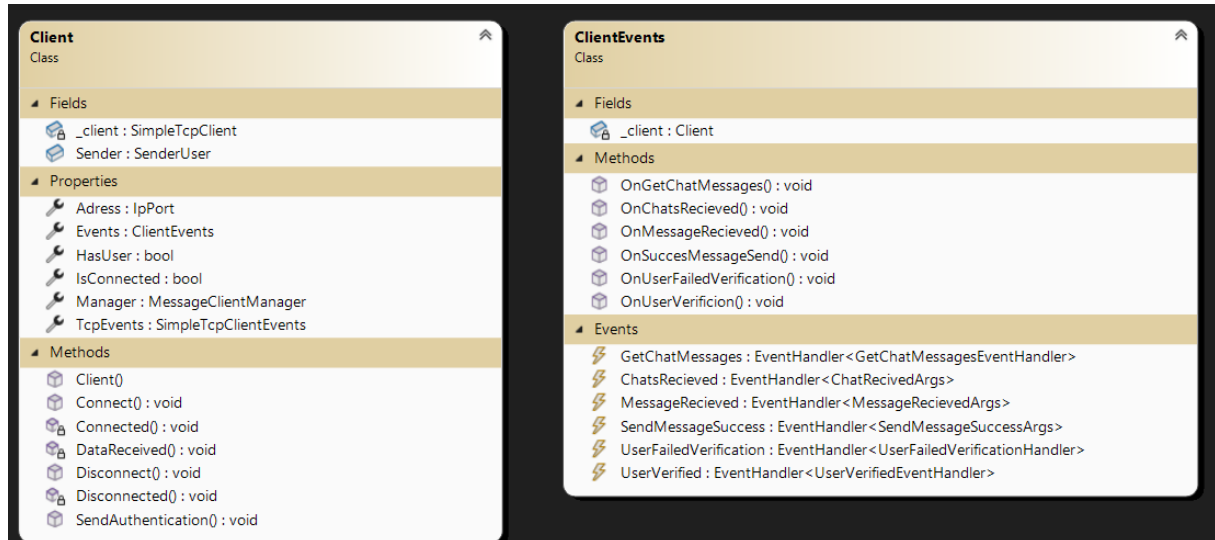 Client
Class
Fields
_client : SimpleTcpClient
Sender : SenderUser
Properties
Adress : IpPort
Events : ClientEvents
HasUser : bool
IsConnected : bool
Manager : MessageClientManager
TcpEvents : SimpleTcpClientEvents
Methods
Client()
Connect() : void
Connected() : void
DataReceived() : void
Disconnect() : void
Disconnected() : void
SendAuthentication() : void
ClientEvents
Class
Fields
_client : Client
Methods
OnGetChatMessages() : void
OnChatsRecieved() : void
OnMessageRecieved() : void
OnSuccesMessageSend() : void
OnUserFailedVerification() : void
OnUserVerificion() : void
Events
GetChatMessages : EventHandler<GetChatMessagesEventHandler>
ChatsRecieved : EventHandler<ChatRecivedArgs>
MessageRecieved : EventHandler<MessageRecievedArgs>
SendMessageSuccess : EventHandler<SendMessageSuccessArgs>
UserFailedVerification : EventHandler<UserFailedVerificationHandler>
UserVerified : EventHandler<UserVerifiedEventHandler>